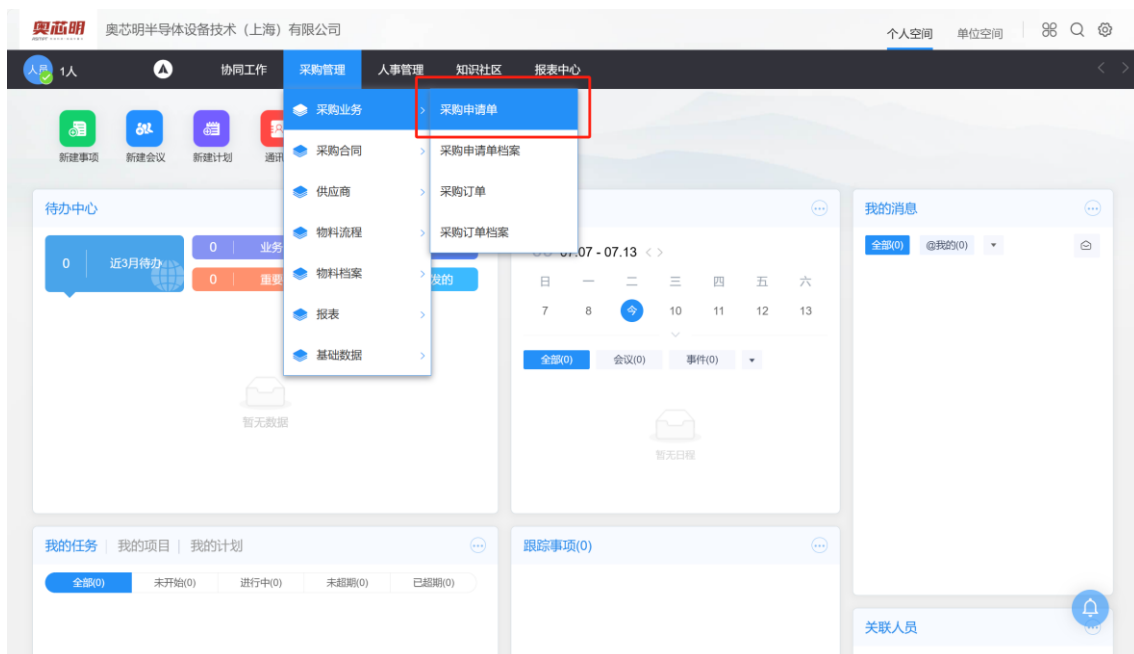 奥芯明 奥芯明半导体设备技术（上海）有限公司 个人空间 单位空间
人员 1人 协同工作 采购管理 人事管理 知识社区 报表中心
采购业务 采购申请单
新建事项 新建会议 新建计划 通讯
采购合同 采购申请单档案
供应商 采购订单
待办中心 我的消息
物料流程 采购订单档案
0 近3月待办 0 业务 07.07 - 07.13 全部(0) @我的(0)
0 重要 物料档案 发的
日 一 二 三 四 五 六
报表 7 8 今 10 11 12 13
基础数据 全部(0) 会议(0) 事件(0)
暂无数据
暂无日程
我的任务 我的项目 我的计划 跟踪事项(0)
全部(0) 未开始(0) 进行中(0) 未超期(0) 已超期(0)
关联人员